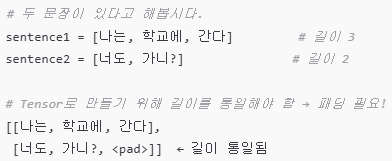 # 두 문장이 있다고 해봅시다.
sentence1 = [나는, 학교에, 간다] # 길이 3
sentence2 = [너도, 가니?] # 길이 2
# Tensor로 만들기 위해 길이를 통일해야 함 → 패딩 필요!
[[나는, 학교에, 간다],
[너도, 가니?, <pad>]] ← 길이 통일됨